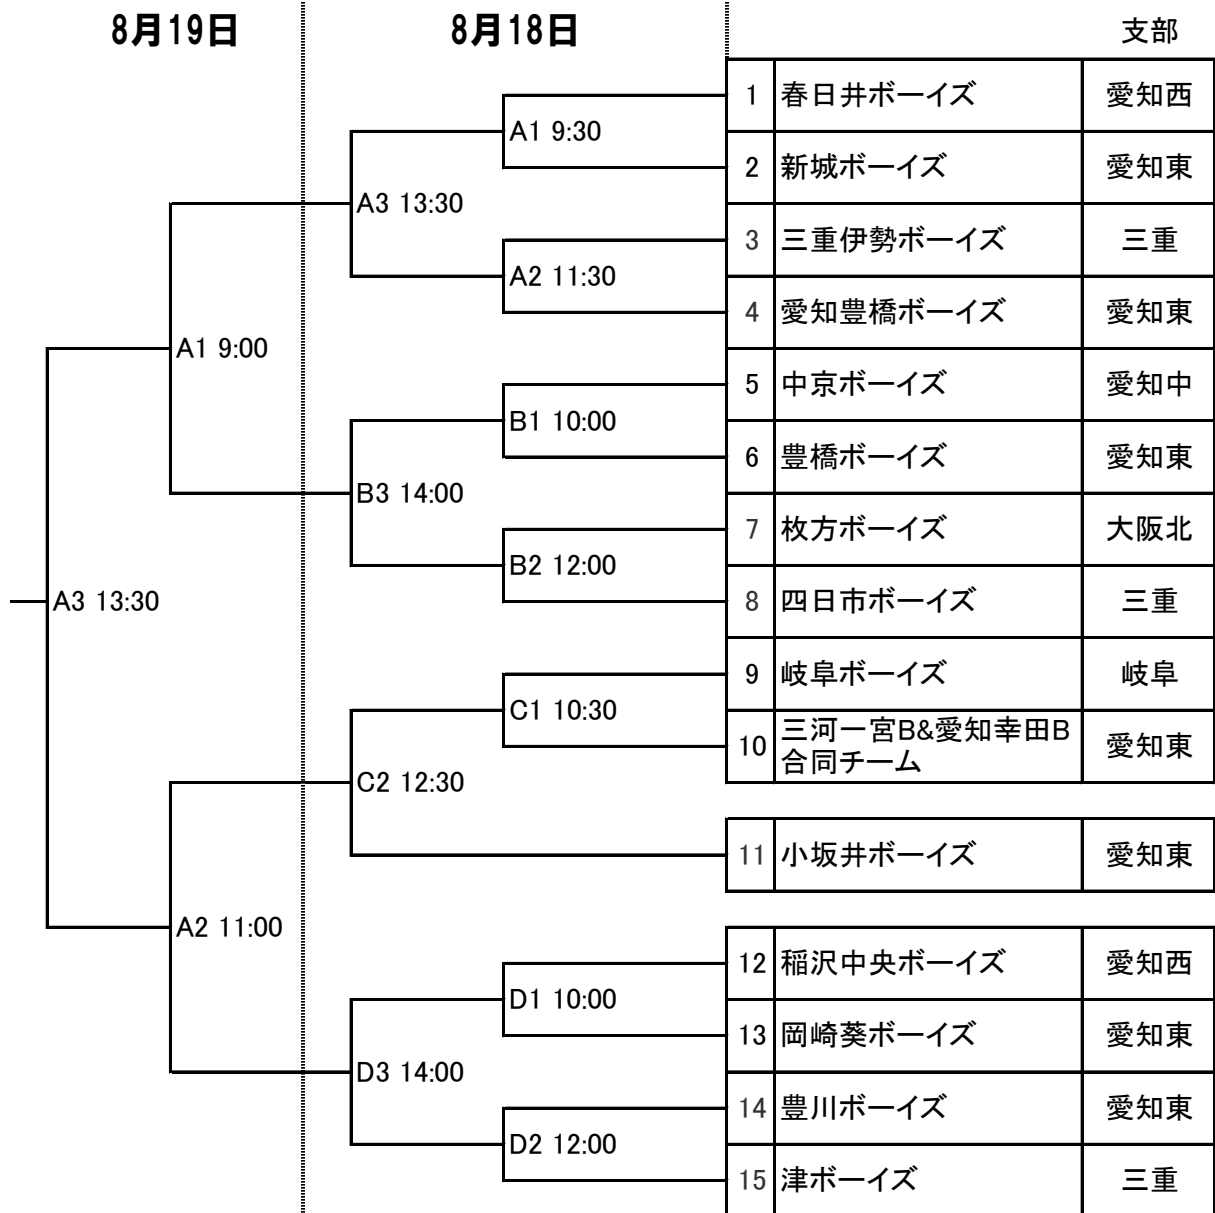 8月19日 8月18日 支部
1 春日井ボーイズ 愛知西
A1 9:30
2 新城ボーイズ 愛知東
A3 13:30
3 三重伊勢ボーイズ 三重
A2 11:30
4 愛知豊橋ボーイズ 愛知東
A1 9:00
5 中京ボーイズ 愛知中
B1 10:00
6 豊橋ボーイズ 愛知東
B3 14:00
7 枚方ボーイズ 大阪北
B2 12:00
A3 13:30
8 四日市ボーイズ 三重
9 岐阜ボーイズ 岐阜
C1 10:30
10 三河一宮B&愛知幸田B
合同チーム 愛知東
C2 12:30
11 小坂井ボーイズ 愛知東
A2 11:00
12 稲沢中央ボーイズ 愛知西
D1 10:00
13 岡崎葵ボーイズ 愛知東
D3 14:00
14 豊川ボーイズ 愛知東
D2 12:00
15 津ボーイズ 三重